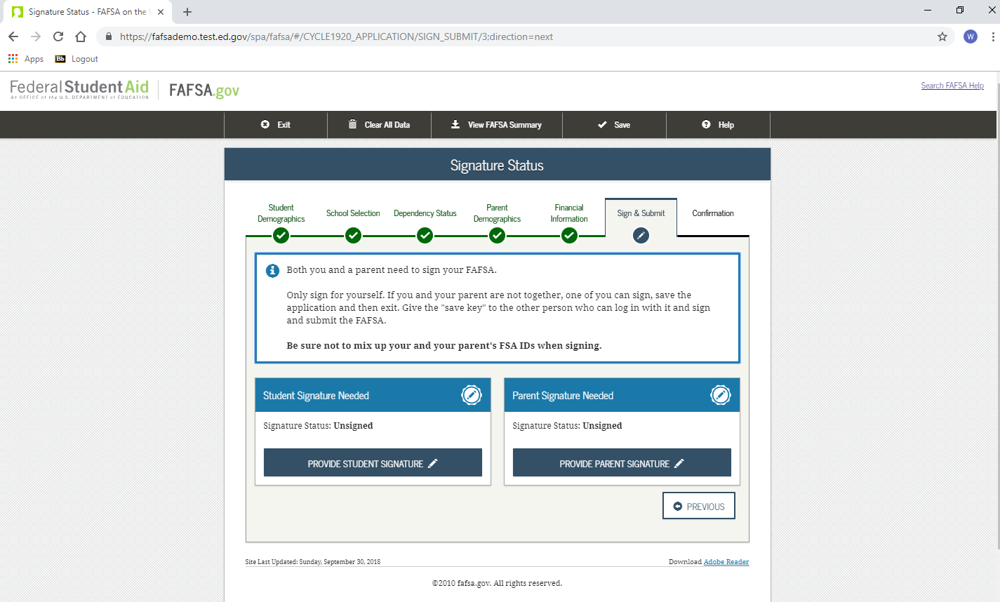 Signature Status - FAFSA on the
https://fafsademo.test.ed.gov/spa/fafsa/#/CYCLE1920_APPLICATION/SIGN_SUBMIT/3;direction=next
W
Apps Bb Logout
Federal Student Aid
An OFFICE of the U.S. DEPARTMENT of EDUCATION
FAFSA.gov
Search FAFSA Help
Exit Clear All Data View FAFSA Summary Save Help
Signature Status
Student Demographics
School Selection
Dependency Status
Parent Demographics
Financial Information
Sign & Submit
Confirmation
Both you and a parent need to sign your FAFSA.
Only sign for yourself. If you and your parent are not together, one of you can sign, save the
application and then exit. Give the "save key" to the other person who can log in with it and sign
and submit the FAFSA.
Be sure not to mix up your and your parent's FSA IDs when signing.
Student Signature Needed
Signature Status: Unsigned
PROVIDE STUDENT SIGNATURE
Parent Signature Needed
Signature Status: Unsigned
PROVIDE PARENT SIGNATURE
PREVIOUS
Site Last Updated: Sunday, September 30, 2018
Download Adobe Reader
©2010 fafsa.gov. All rights reserved.